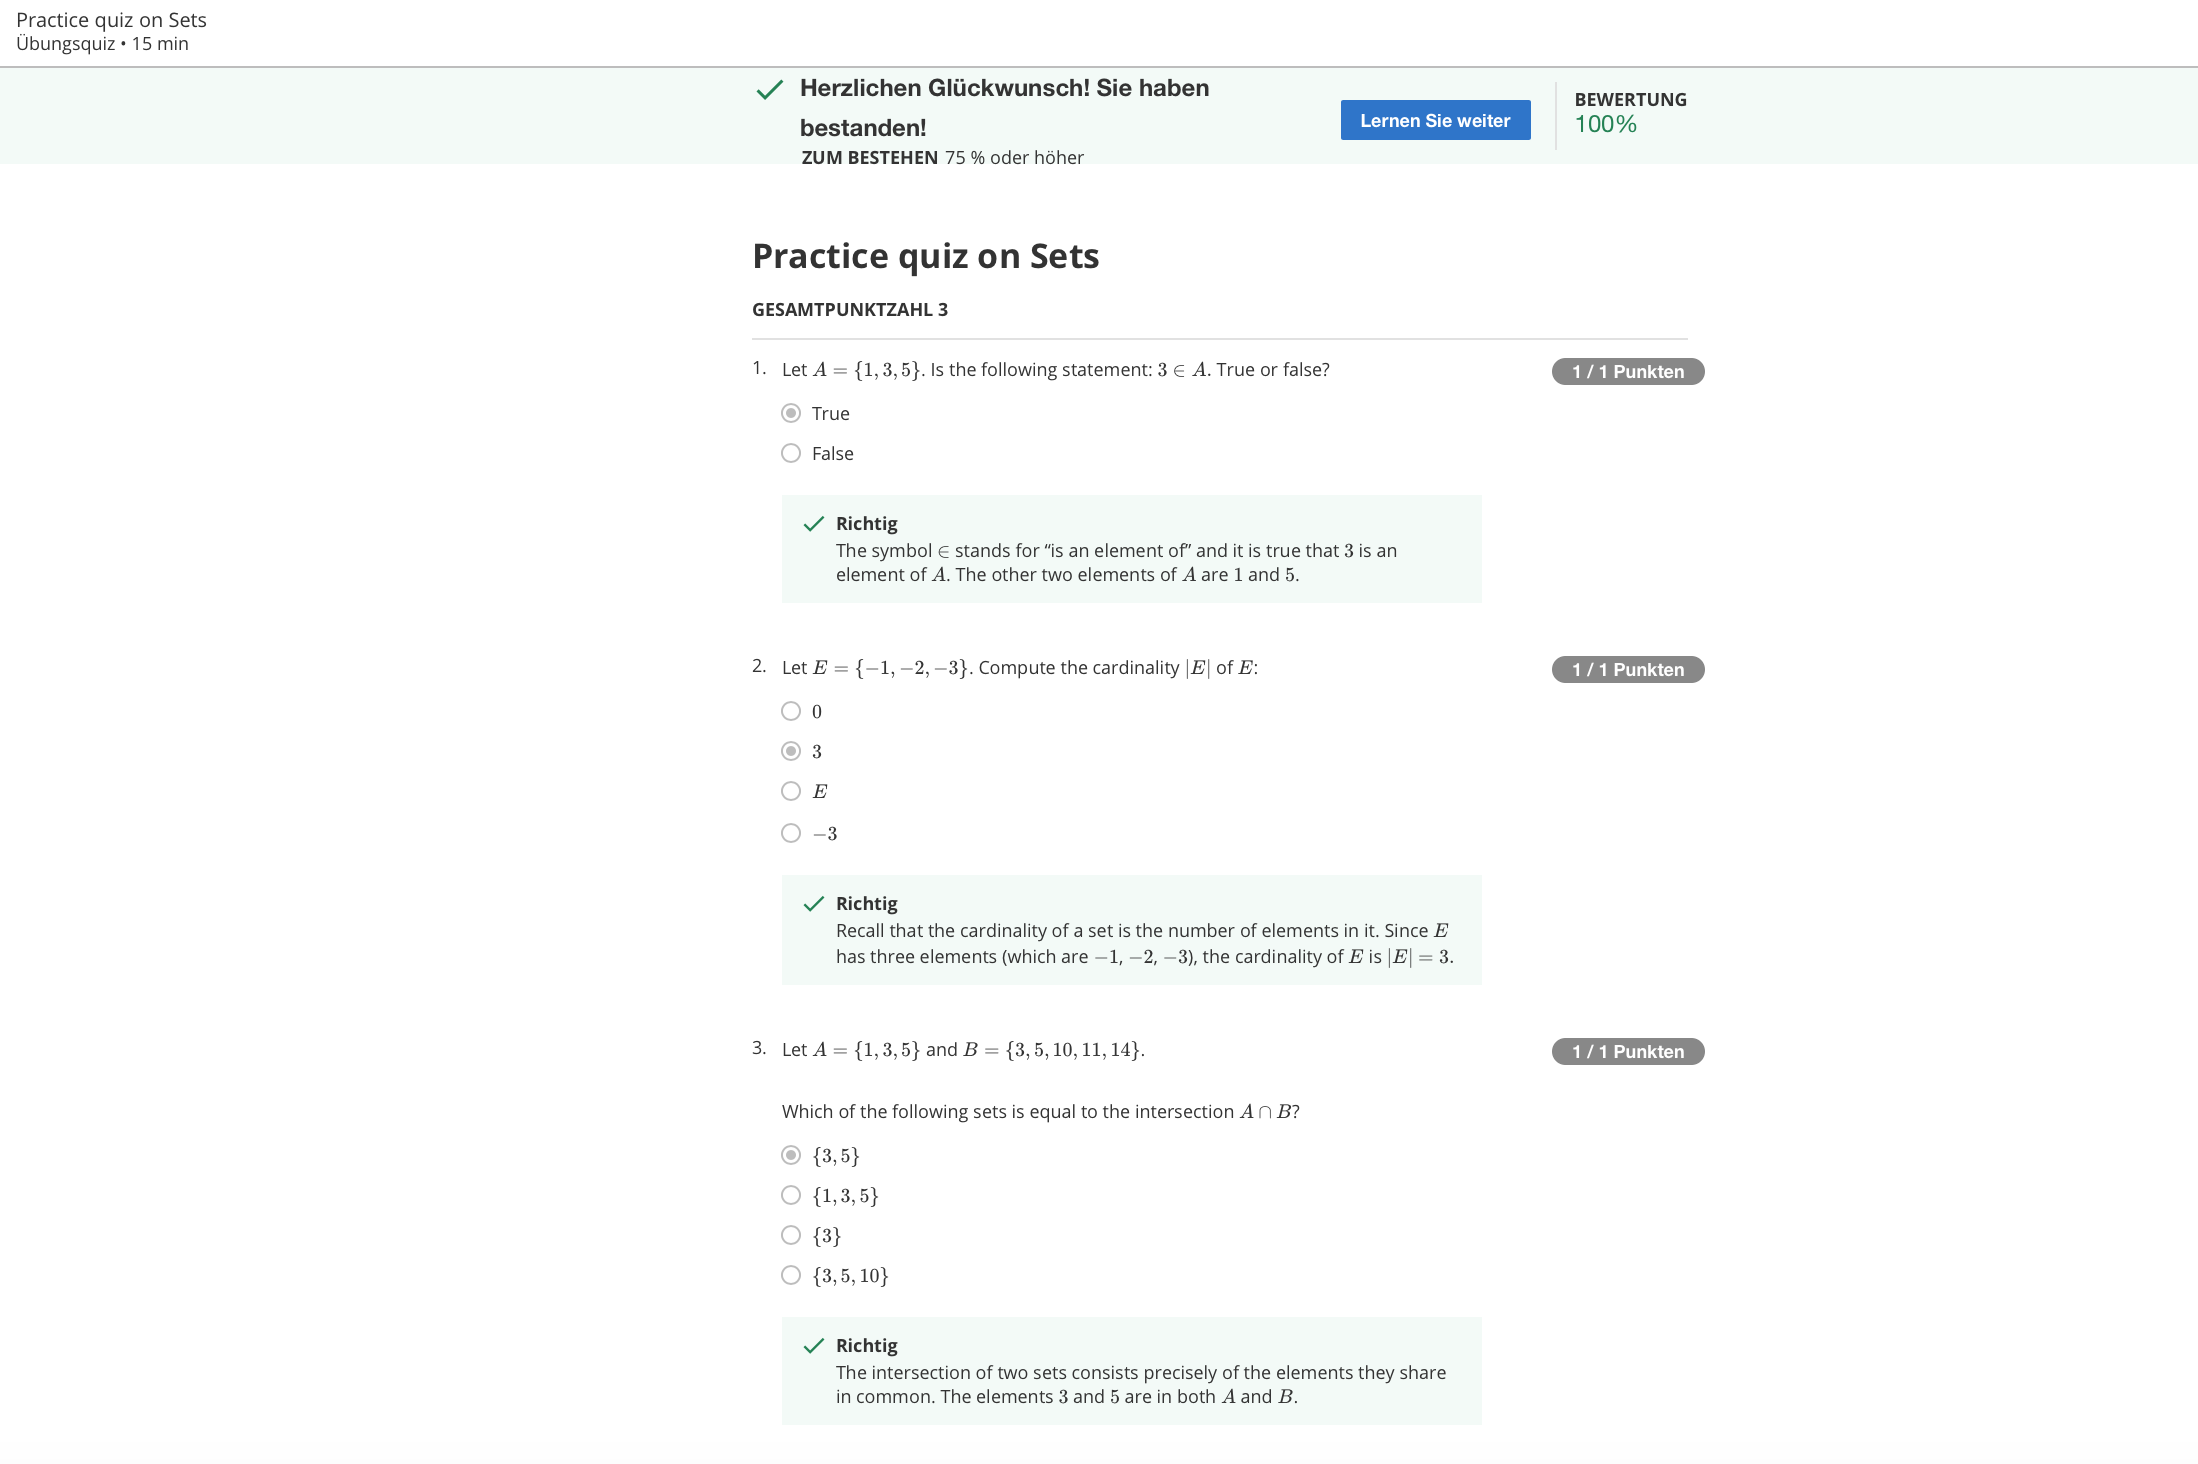 Practice quiz on Sets
Übungsquiz • 15 min
Herzlichen Glückwunsch! Sie haben
bestanden!
ZUM BESTEHEN 75 % oder höher
Lernen Sie weiter
BEWERTUNG
100%
Practice quiz on Sets
GESAMTPUNKTZAHL 3
1. Let A = {1, 3, 5}. Is the following statement: 3 ∈ A. True or false?
1 / 1 Punkten
True
False
Richtig
The symbol ∈ stands for “is an element of” and it is true that 3 is an
element of A. The other two elements of A are 1 and 5.
2. Let E = {−1, −2, −3}. Compute the cardinality |E| of E:
1 / 1 Punkten
0
3
E
−3
Richtig
Recall that the cardinality of a set is the number of elements in it. Since E
has three elements (which are −1, −2, −3), the cardinality of E is |E| = 3.
3. Let A = {1, 3, 5} and B = {3, 5, 10, 11, 14}.
1 / 1 Punkten
Which of the following sets is equal to the intersection A ∩ B?
{3, 5}
{1, 3, 5}
{3}
{3, 5, 10}
Richtig
The intersection of two sets consists precisely of the elements they share
in common. The elements 3 and 5 are in both A and B.